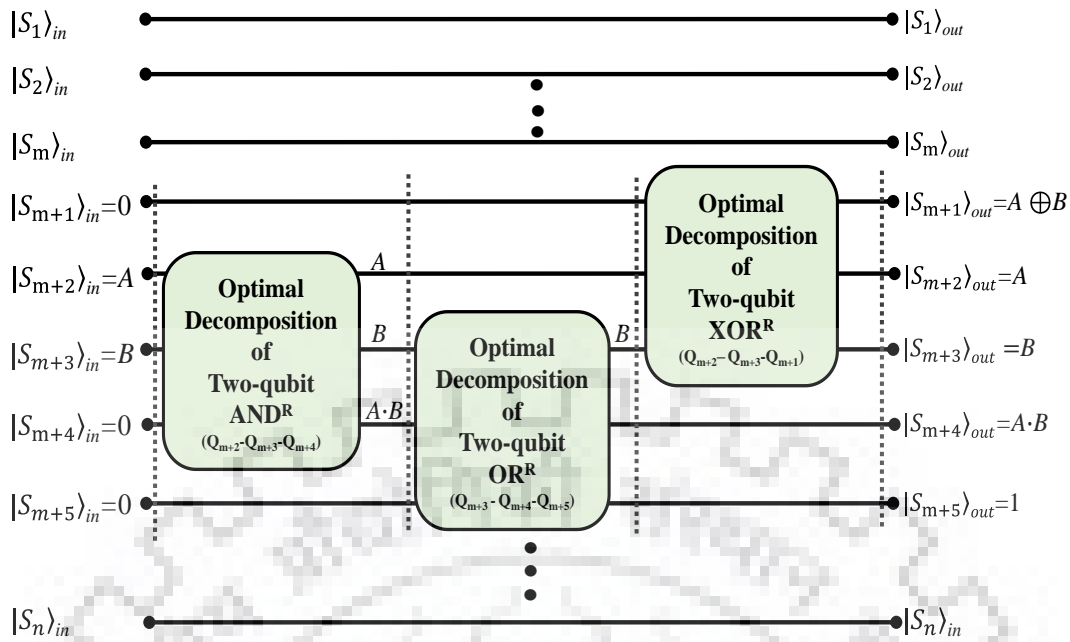 |S₁⟩in |S₁⟩out
|S₂⟩in |S₂⟩out
|Sm⟩in |Sm⟩out
|Sm+1⟩in=0 |Sm+1⟩out=A ⊕B
|Sm+2⟩in=A |Sm+2⟩out=A
|Sm+3⟩in=B |Sm+3⟩out =B
|Sm+4⟩in=0 |Sm+4⟩out=A·B
|Sm+5⟩in=0 |Sm+5⟩out=1
|Sn⟩in |Sn⟩in
Optimal
Decomposition
of
Two-qubit
ANDᴿ
(Qm+2-Qm+3-Qm+4)
A
B
A·B
Optimal
Decomposition
of
Two-qubit
ORᴿ
(Qm+3 - Qm+4-Qm+5)
B
Optimal
Decomposition
of
Two-qubit
XORᴿ
(Qm+2– Qm+3-Qm+1)